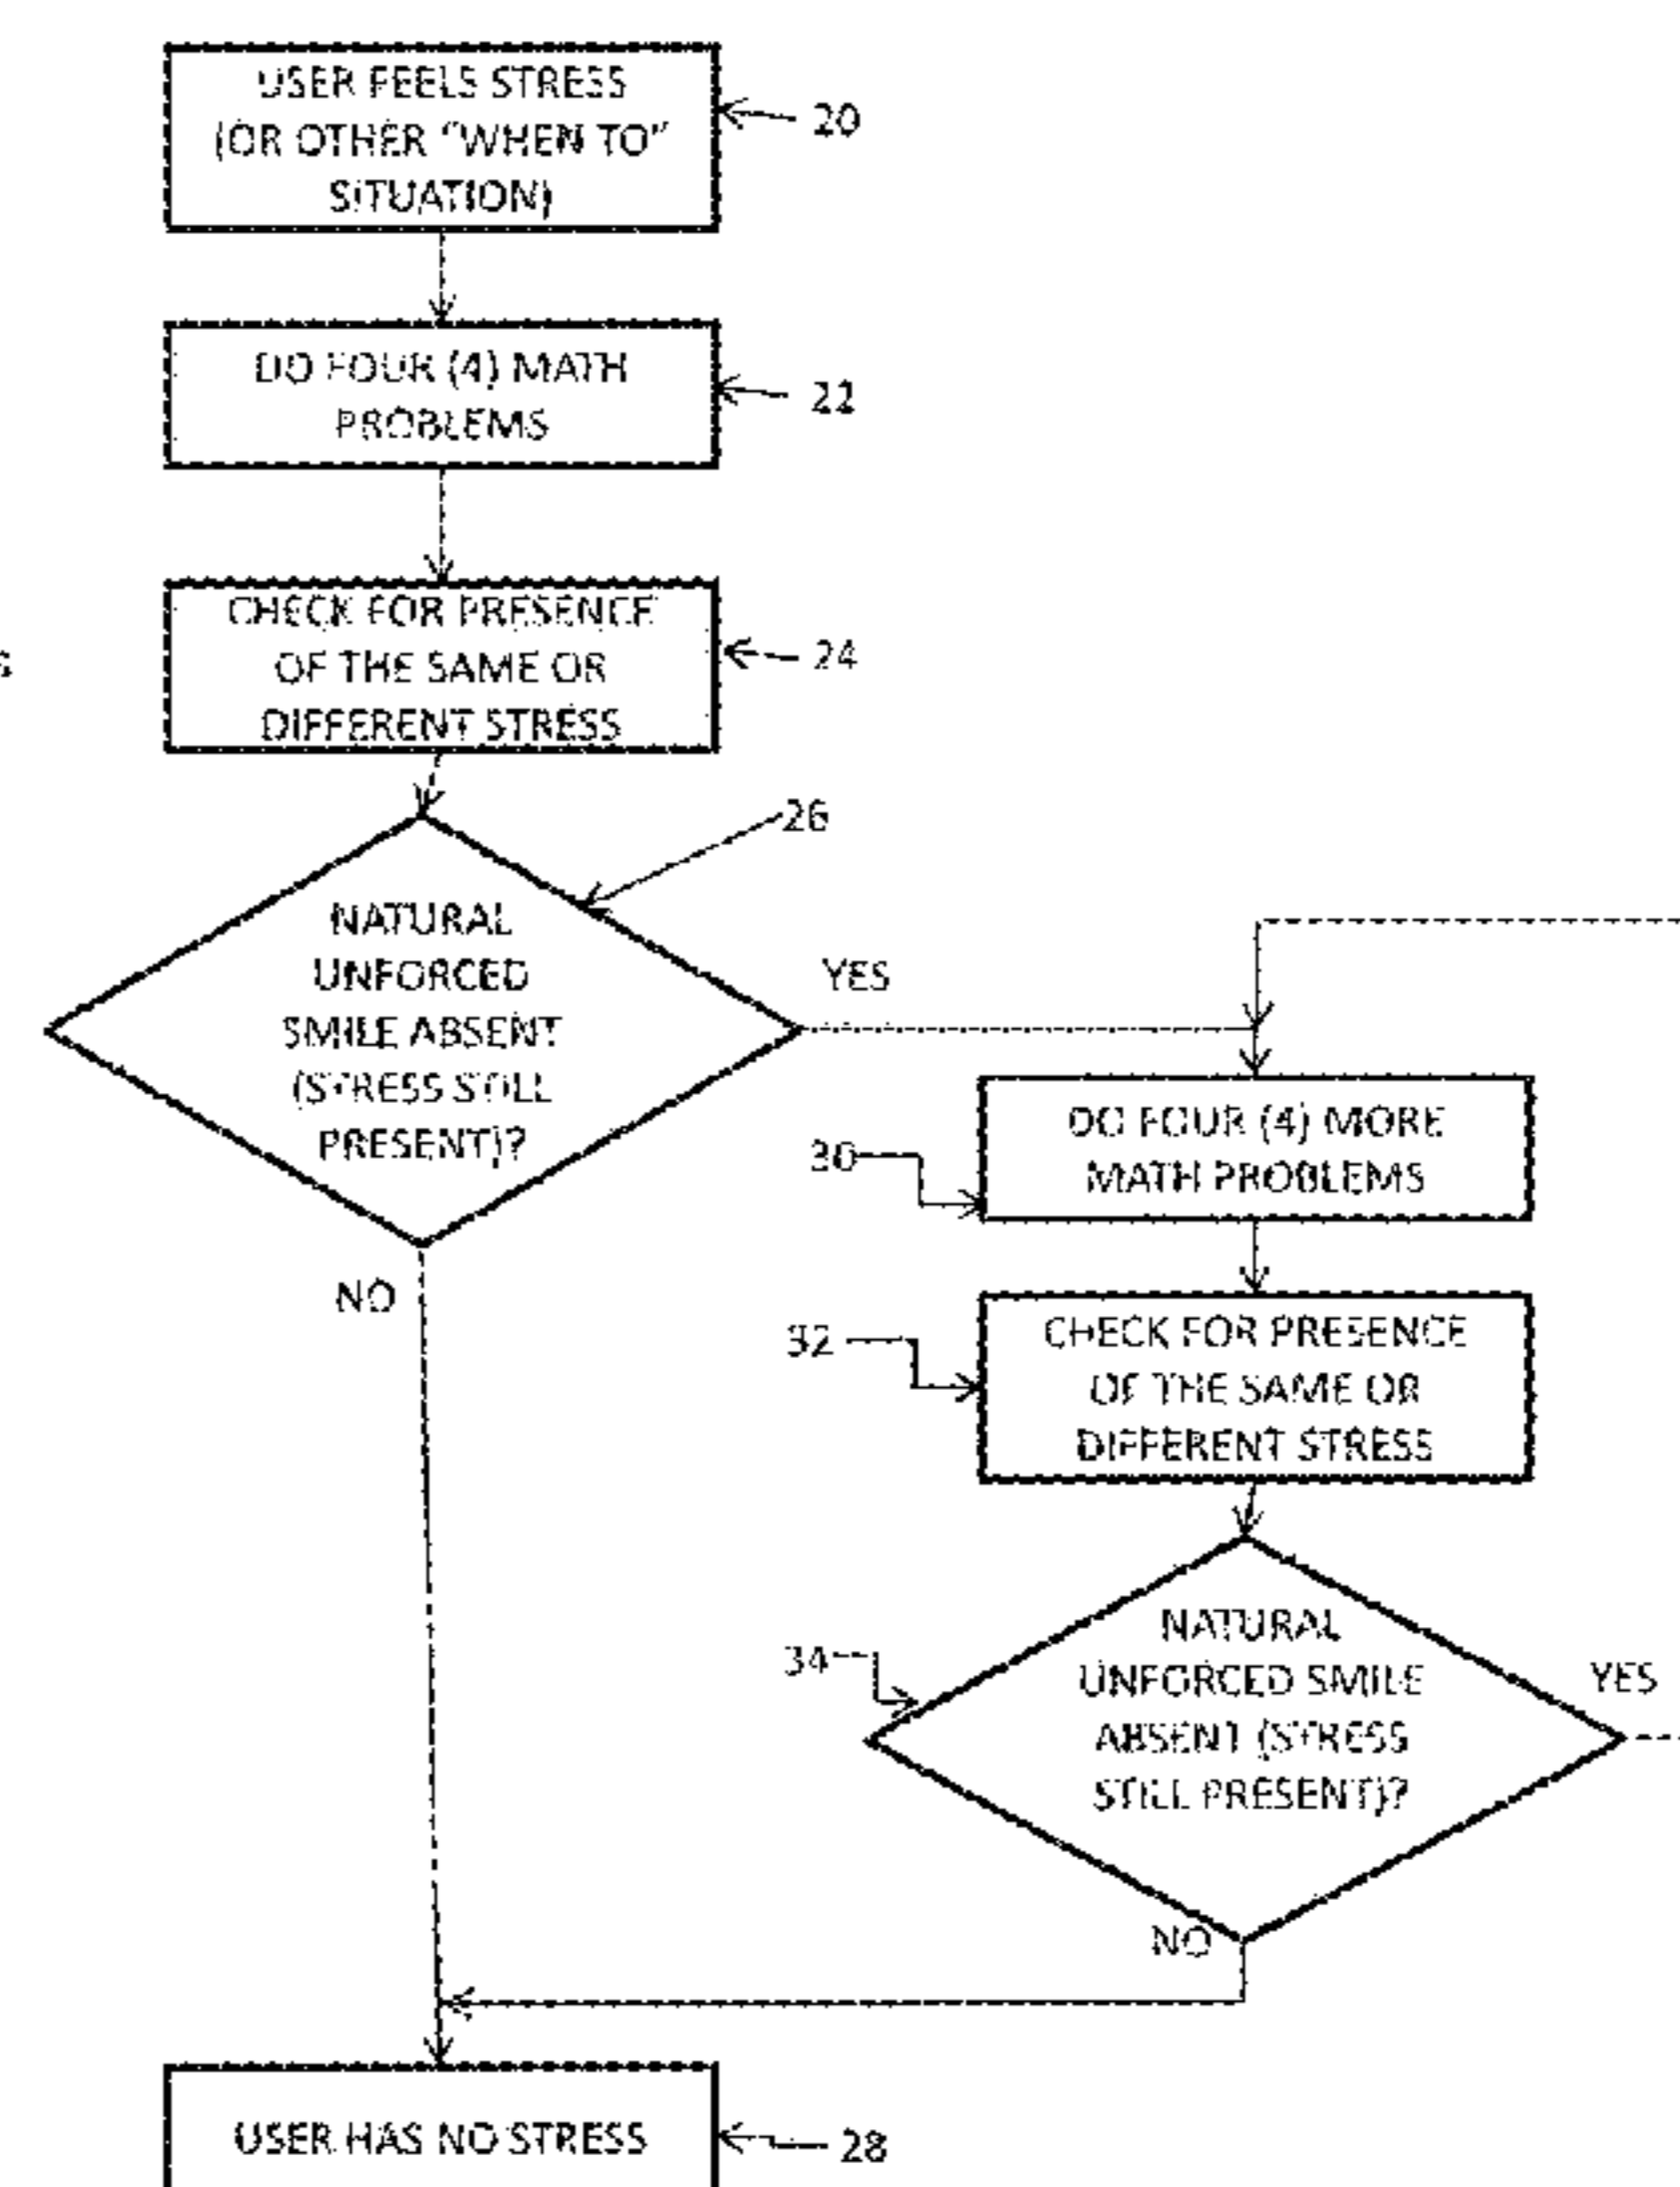 USER FEELS STRESS
(OR OTHER "WHEN TO"
SITUATION)
20
DO FOUR (4) MATH
PROBLEMS
22
CHECK FOR PRESENCE
OF THE SAME OR
DIFFERENT STRESS
24
26
NATURAL
UNFORCED
SMILE ABSENT
(STRESS STILL
PRESENT)?
YES
NO
DO FOUR (4) MORE
MATH PROBLEMS
30
CHECK FOR PRESENCE
OF THE SAME OR
DIFFERENT STRESS
32
NATURAL
UNFORCED SMILE
ABSENT (STRESS
STILL PRESENT)?
34
YES
NO
USER HAS NO STRESS
28